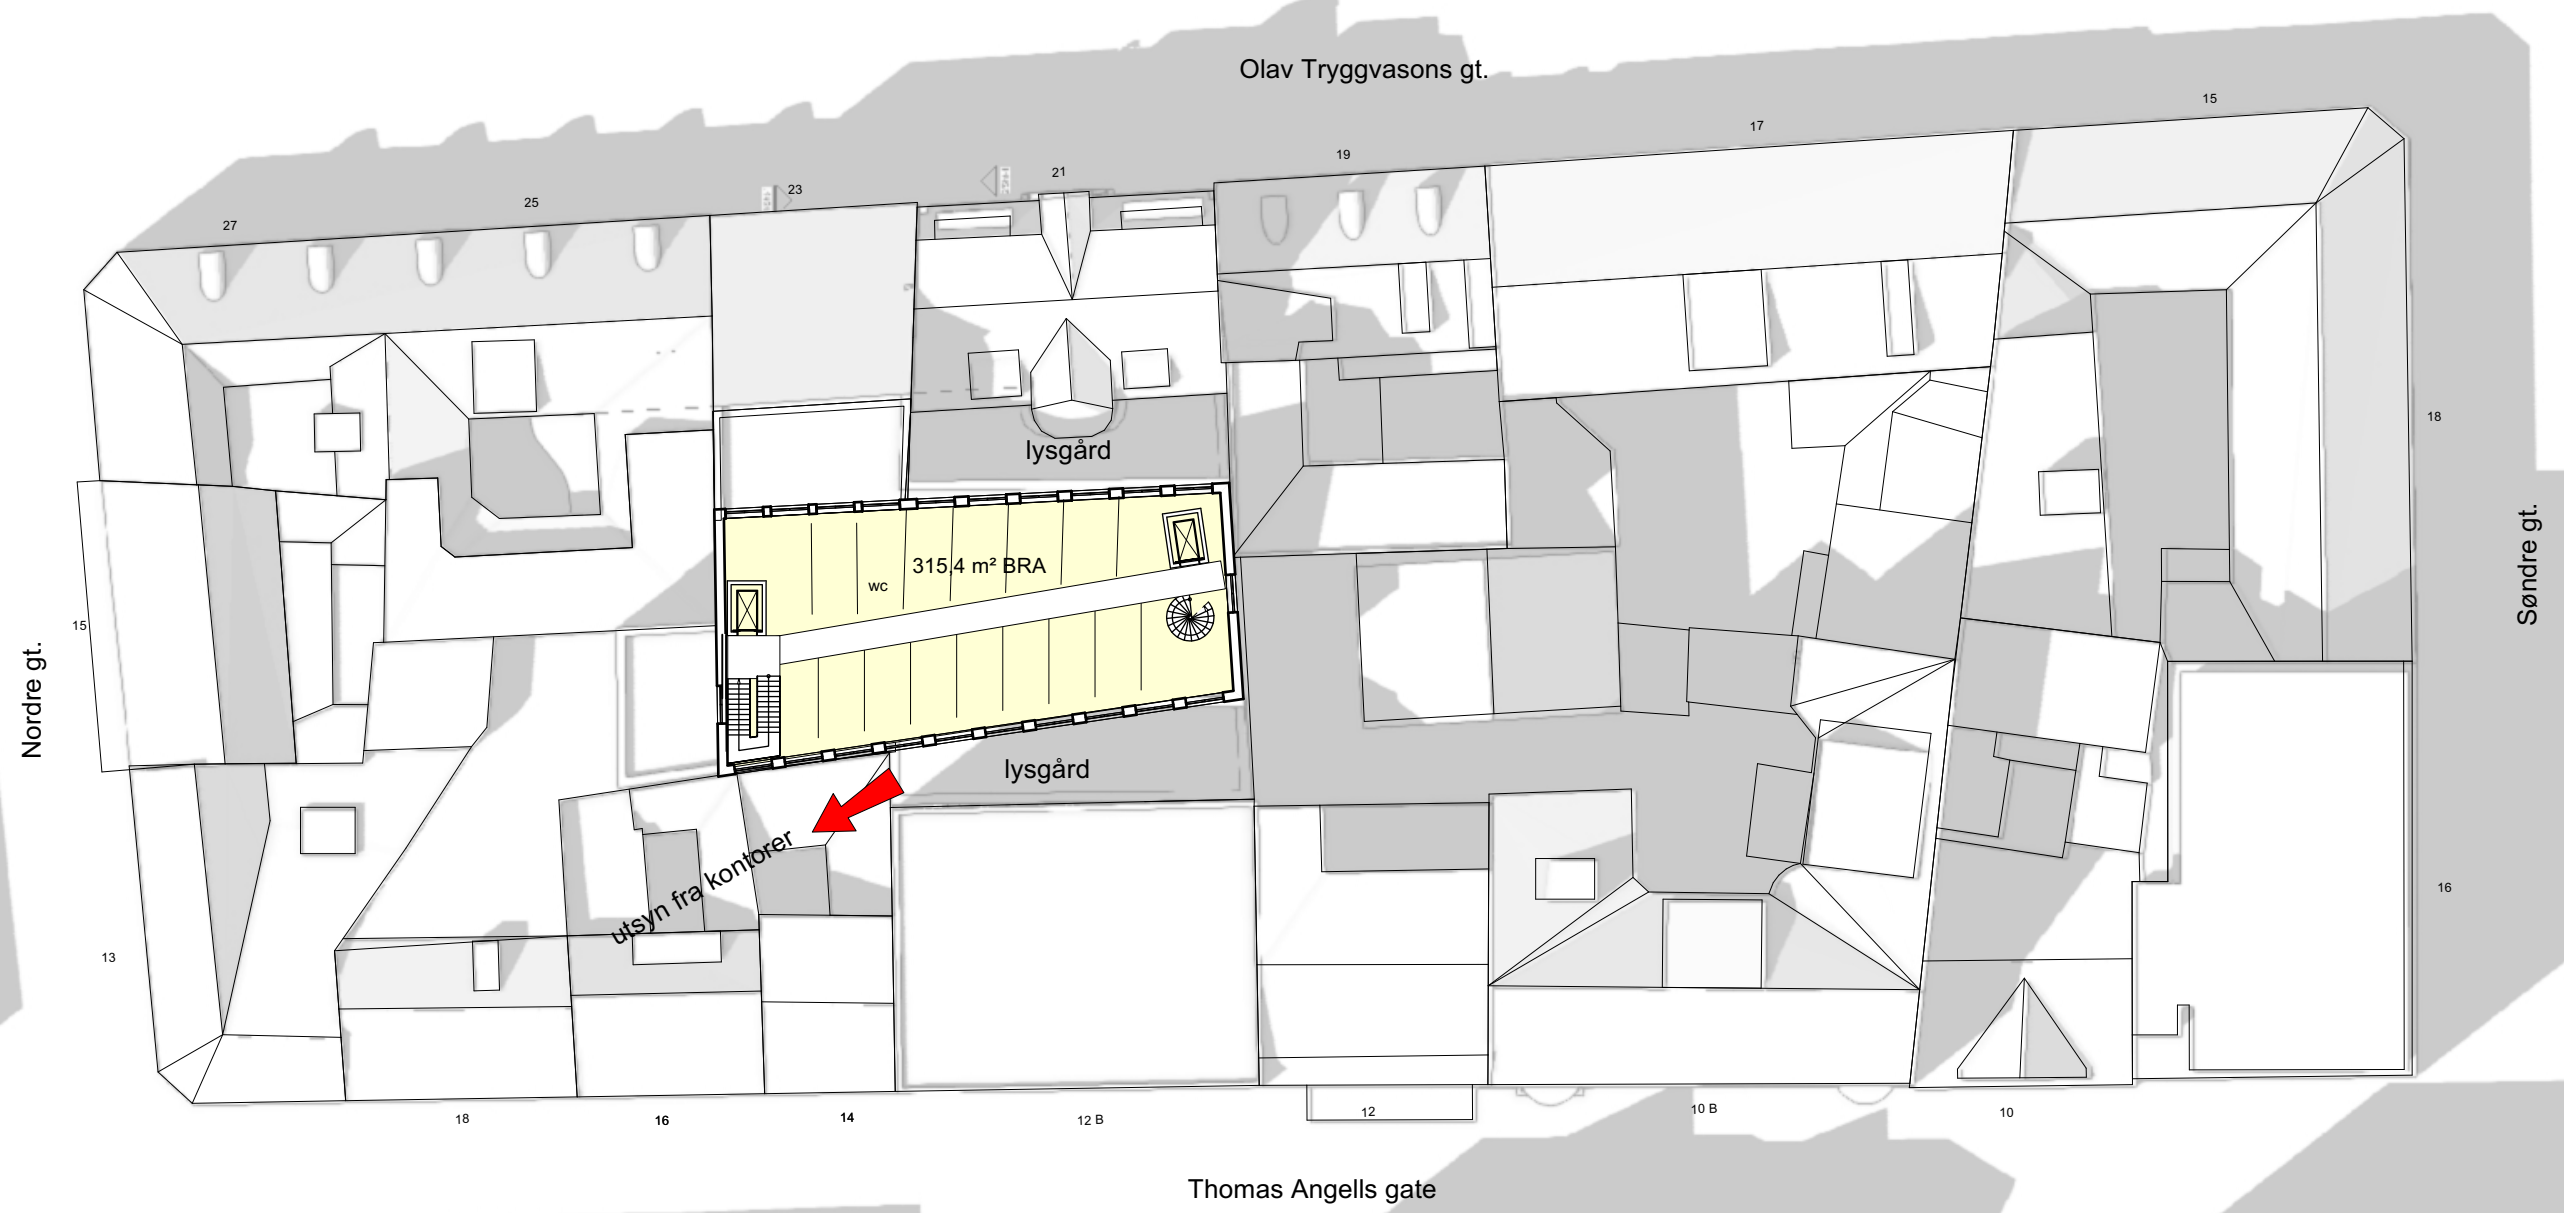 Olav Tryggvasons gt.
15
17
19
21
23
25
27
18
lysgård
Søndre gt.
315,4 m² BRA
wc
15
Nordre gt.
lysgård
utsyn fra kontorer
16
13
18
16
14
12 B
12
10 B
10
Thomas Angells gate